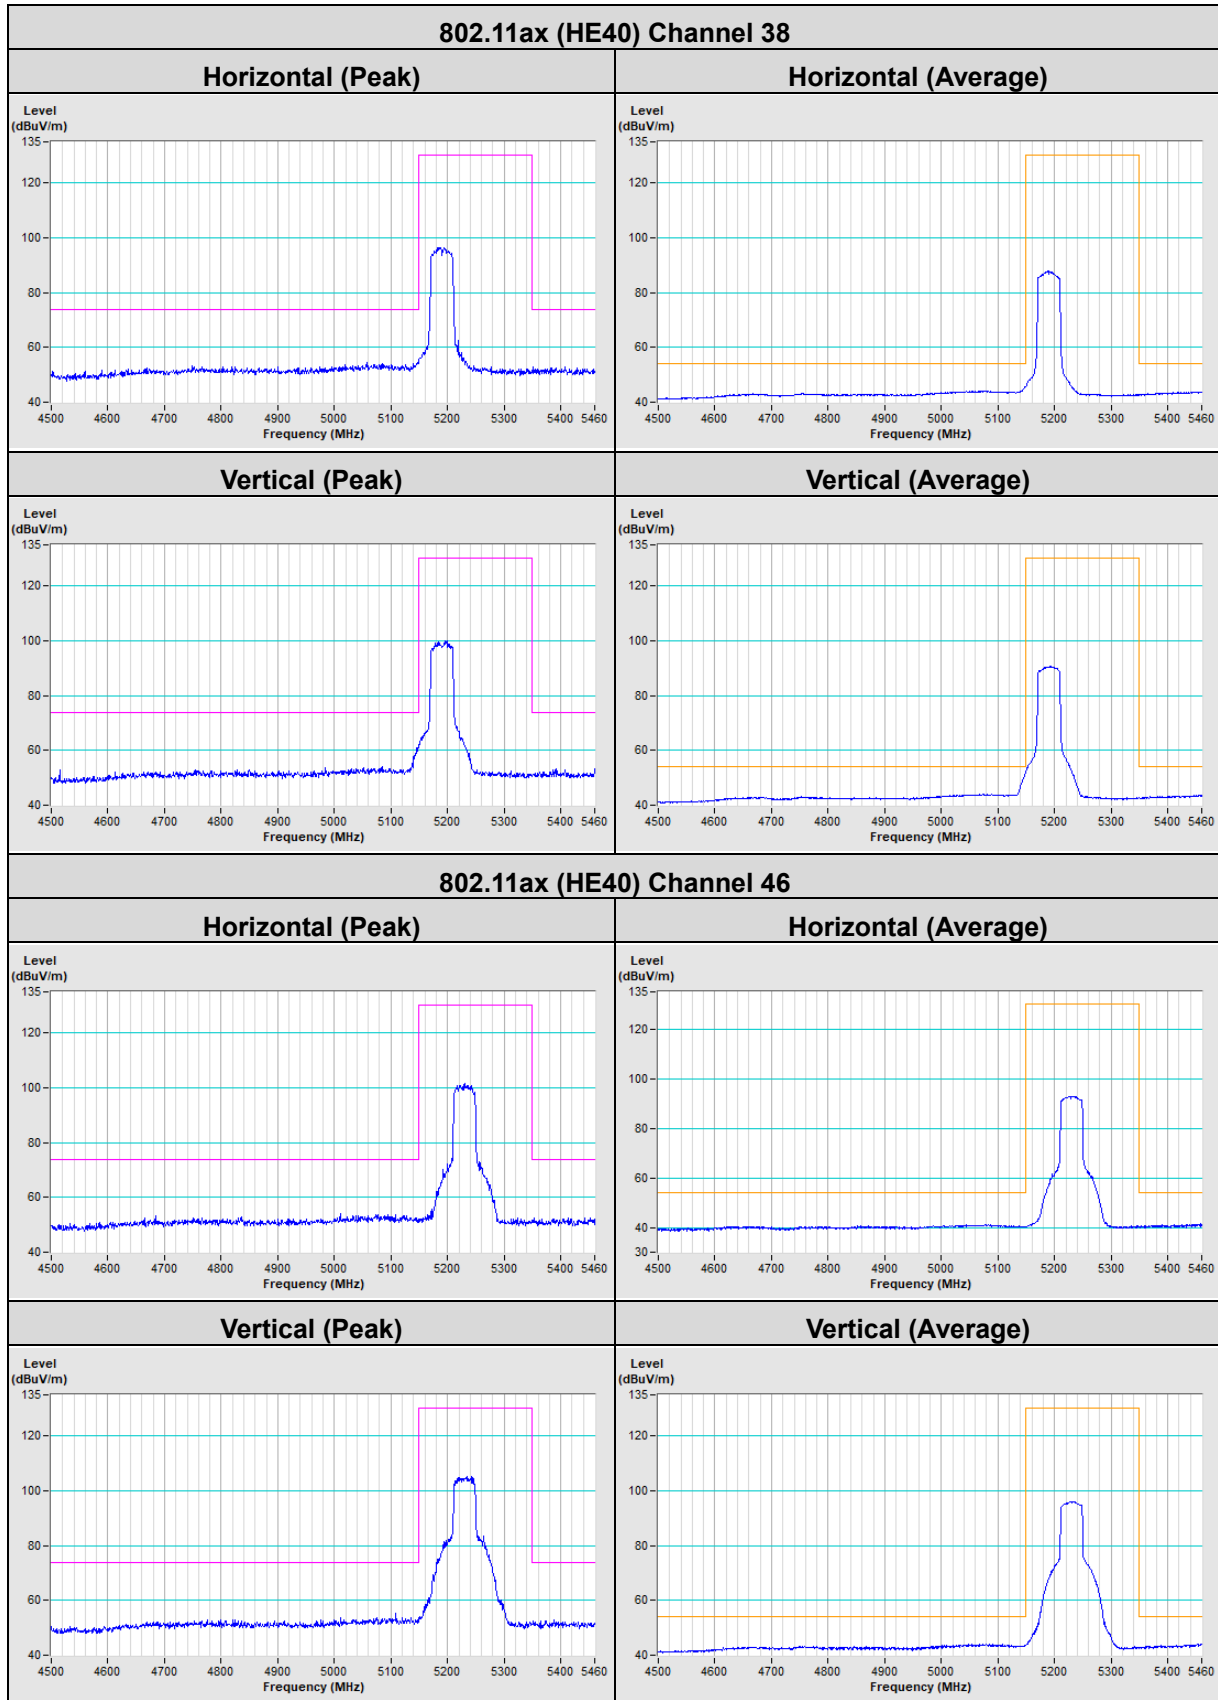 802.11ax (HE40) Channel 38
Horizontal (Peak) Horizontal (Average)
Level
(dBuV/m)
135
120
100
80
60
40
4500 4600 4700 4800 4900 5000 5100 5200 5300 5400 5460
Frequency (MHz)
Level
(dBuV/m)
135
120
100
80
60
40
4500 4600 4700 4800 4900 5000 5100 5200 5300 5400 5460
Frequency (MHz)
Vertical (Peak) Vertical (Average)
Level
(dBuV/m)
135
120
100
80
60
40
4500 4600 4700 4800 4900 5000 5100 5200 5300 5400 5460
Frequency (MHz)
Level
(dBuV/m)
135
120
100
80
60
40
4500 4600 4700 4800 4900 5000 5100 5200 5300 5400 5460
Frequency (MHz)
802.11ax (HE40) Channel 46
Horizontal (Peak) Horizontal (Average)
Level
(dBuV/m)
135
120
100
80
60
40
4500 4600 4700 4800 4900 5000 5100 5200 5300 5400 5460
Frequency (MHz)
Level
(dBuV/m)
135
120
100
80
60
40
30
4500 4600 4700 4800 4900 5000 5100 5200 5300 5400 5460
Frequency (MHz)
Vertical (Peak) Vertical (Average)
Level
(dBuV/m)
135
120
100
80
60
40
4500 4600 4700 4800 4900 5000 5100 5200 5300 5400 5460
Frequency (MHz)
Level
(dBuV/m)
135
120
100
80
60
40
4500 4600 4700 4800 4900 5000 5100 5200 5300 5400 5460
Frequency (MHz)